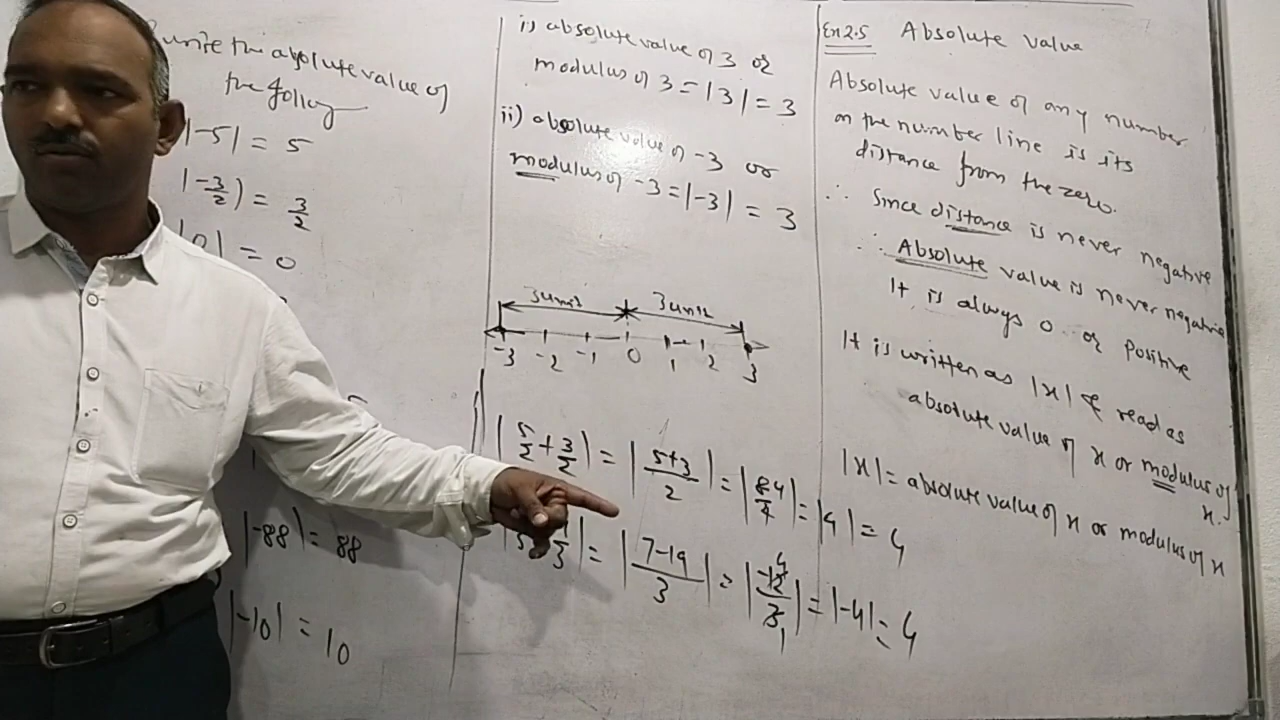 write the absolute value of
the follow
|-5| = 5
|-3/2| = 3/2
|0| = 0
|-88| = 88
|-10| = 10
i) absolute value of 3 or
modulus of 3 = |3| = 3
ii) absolute value of -3 or
modulus of -3 = |-3| = 3
3 units 3 units
-3 -2 -1 0 1 2 3
|5/2 + 3/2| = |5+3/2| = |8/2| = |4| = 4
= |7-19/3| = |-12/3| = |-4| = 4
Ex 2.5 Absolute value
Absolute value of any number
on the number line is its
distance from the zero.
∴ Since distance is never negative
∴ Absolute value is never negative
It is always 0 or positive
It is written as |x| & read as
absolute value of x or modulus of
x.
|x| = absolute value of x or modulus of x